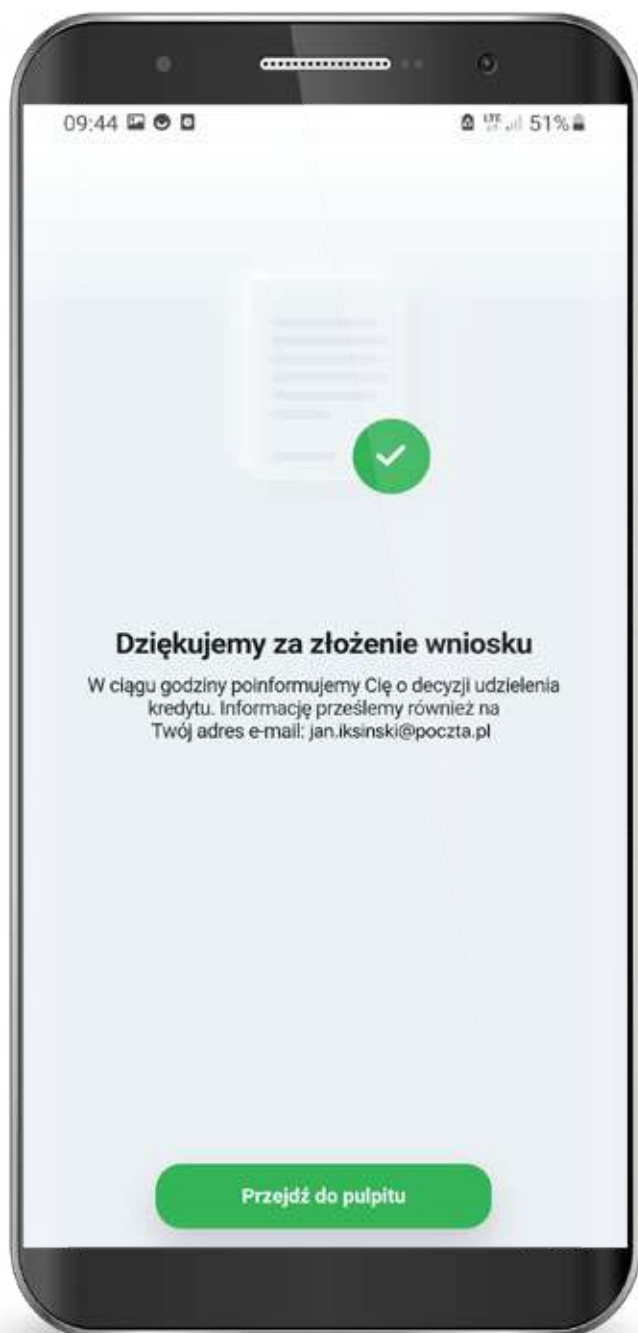 09:44
LTE
51%
Dziękujemy za złożenie wniosku
W ciągu godziny poinformujemy Cię o decyzji udzielenia
kredytu. Informację prześlemy również na
Twój adres e-mail: jan.iksinski@poczta.pl
Przejdź do pulpitu